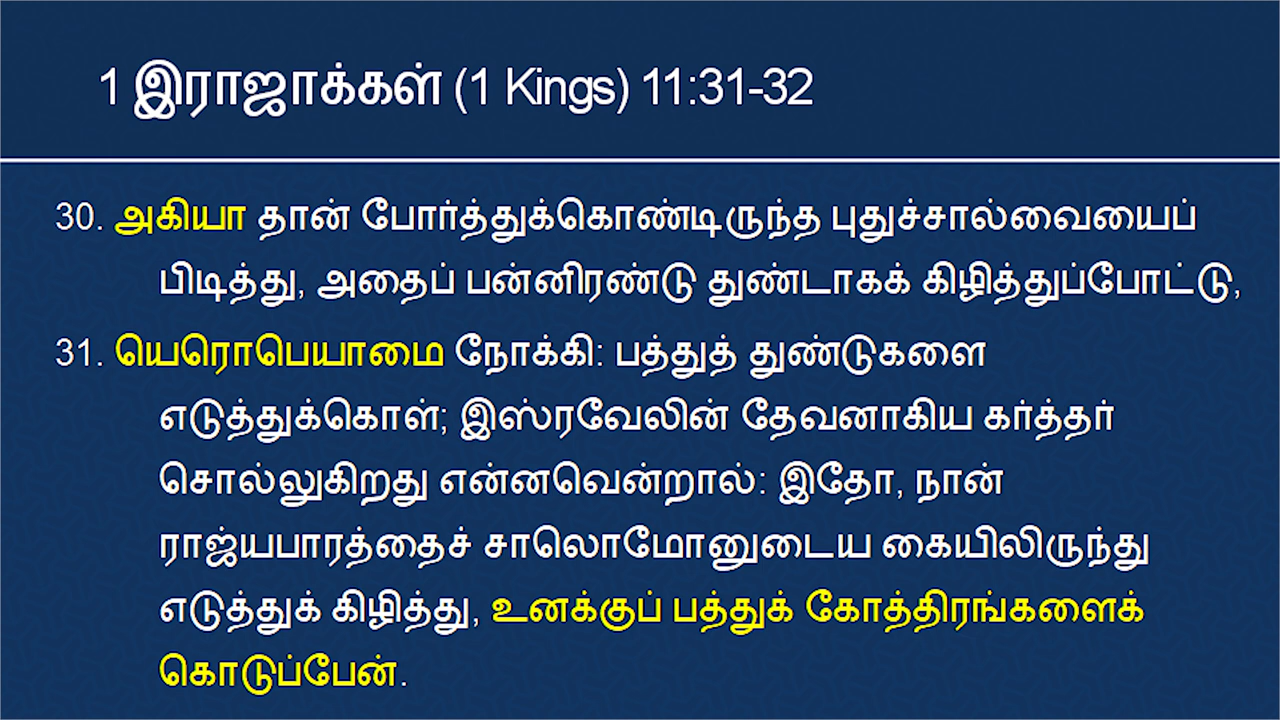 1 இராஜாக்கள் (1 Kings) 11:31-32
30. அகியா தான் போர்த்துக்கொண்டிருந்த புதுச்சால்வையைப்
பிடித்து, அதைப் பன்னிரண்டு துண்டாகக் கிழித்துப்போட்டு,
31. யெரொபெயாமை நோக்கி: பத்துத் துண்டுகளை
எடுத்துக்கொள்; இஸ்ரவேலின் தேவனாகிய கர்த்தர்
சொல்லுகிறது என்னவென்றால்: இதோ, நான்
ராஜ்யபாரத்தைச் சாலொமோனுடைய கையிலிருந்து
எடுத்துக் கிழித்து, உனக்குப் பத்துக் கோத்திரங்களைக்
கொடுப்பேன்.